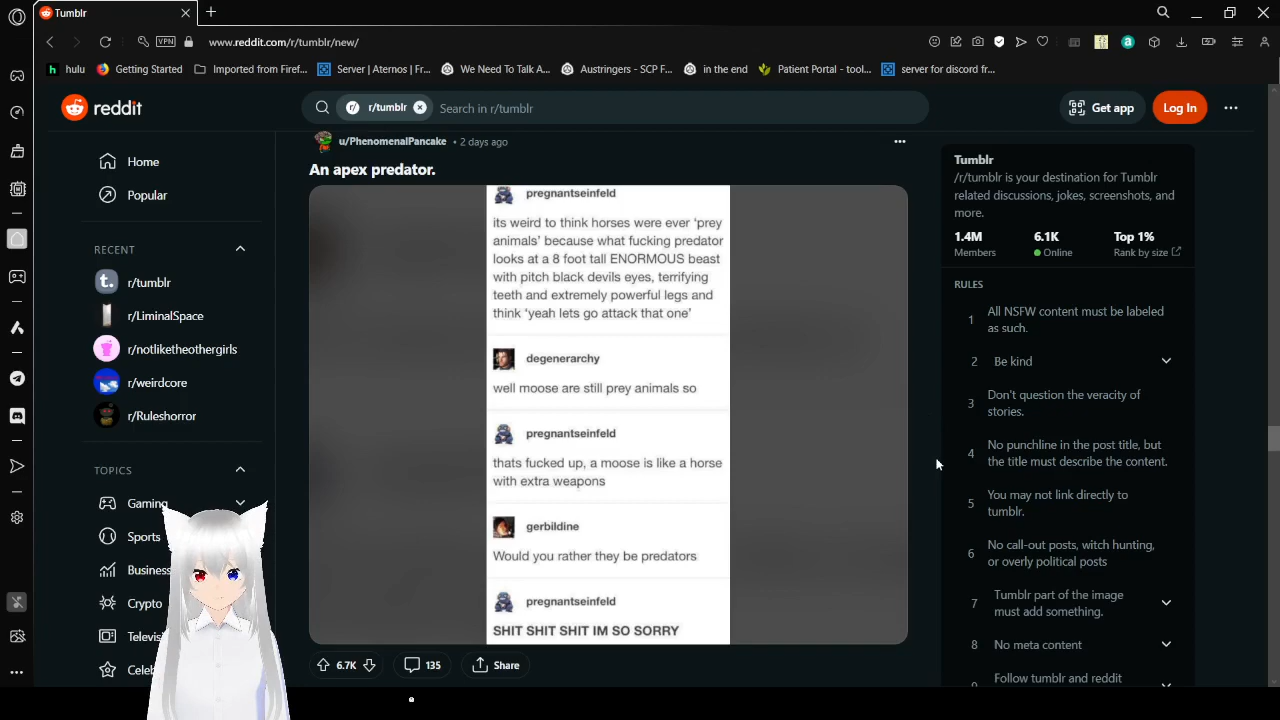 Tumblr
VPN
www.reddit.com/r/tumblr/new/
hulu
Getting Started
Imported from Firef...
Server | Aternos | Fr...
We Need To Talk A...
Austringers - SCP F...
in the end
Patient Portal - tool...
server for discord fr...
reddit
r/tumblr
Search in r/tumblr
Get app
Log In
Home
Popular
RECENT
r/tumblr
r/LiminalSpace
r/notliketheothergirls
r/weirdcore
r/Ruleshorror
TOPICS
Gaming
Sports
Business
Crypto
Televi
Celeb
u/PhenomenalPancake • 2 days ago
An apex predator.
pregnantseinfeld
its weird to think horses were ever 'prey
animals' because what fucking predator
looks at a 8 foot tall ENORMOUS beast
with pitch black devils eyes, terrifying
teeth and extremely powerful legs and
think 'yeah lets go attack that one'
degenerarchy
well moose are still prey animals so
pregnantseinfeld
thats fucked up, a moose is like a horse
with extra weapons
gerbildine
Would you rather they be predators
pregnantseinfeld
SHIT SHIT SHIT IM SO SORRY
6.7K
135
Share
Tumblr
/r/tumblr is your destination for Tumblr
related discussions, jokes, screenshots, and
more.
1.4M 6.1K Top 1%
Members Online Rank by size
RULES
1 All NSFW content must be labeled
as such.
2 Be kind
3 Don't question the veracity of
stories.
4 No punchline in the post title, but
the title must describe the content.
5 You may not link directly to
tumblr.
6 No call-out posts, witch hunting,
or overly political posts
7 Tumblr part of the image
must add something.
8 No meta content
Follow tumblr and reddit